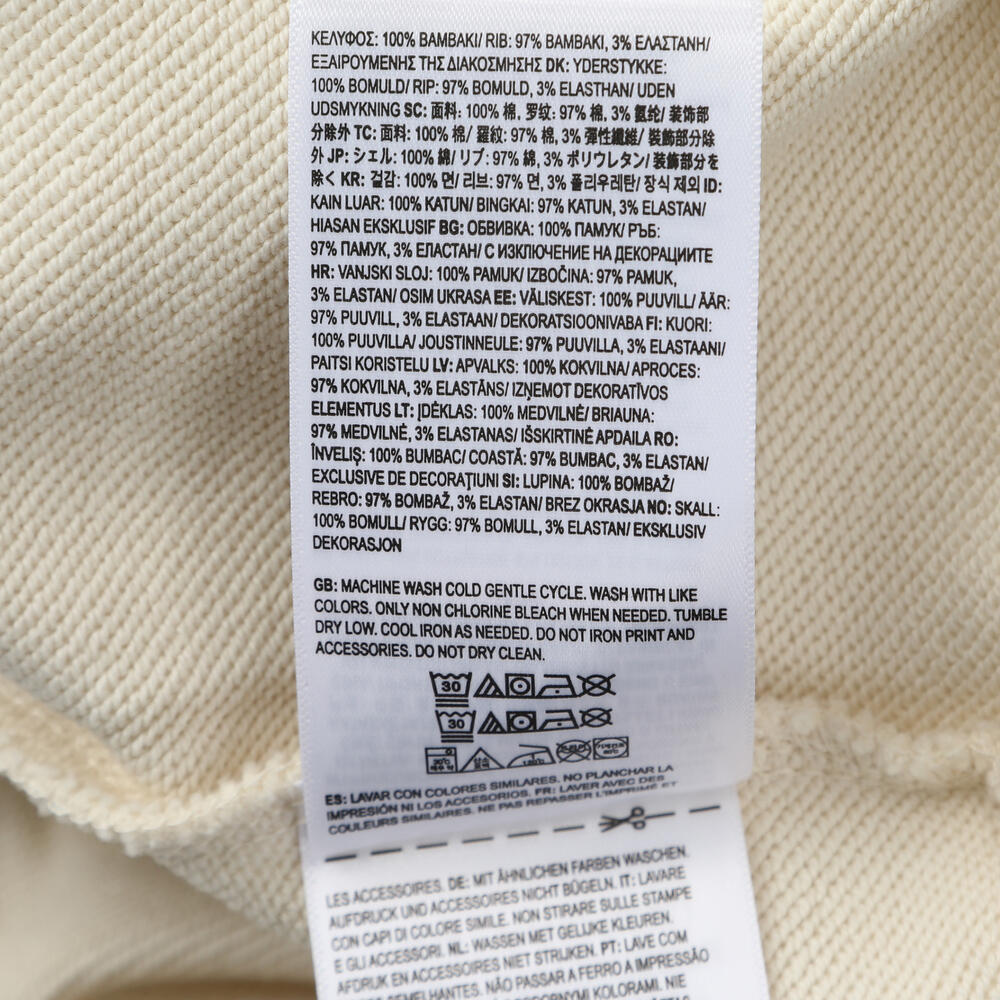 ΚΕΛΥΦΟΣ: 100% ΒΑΜΒΑΚΙ/ RIB: 97% ΒΑΜΒΑΚΙ, 3% ΕΛΑΣΤΑΝΗ/
ΕΞΑΙΡΟΥΜΕΝΗΣ ΤΗΣ ΔΙΑΚΟΣΜΗΣΗΣ DK: YDERSTYKKE:
100% BOMULD/ RIP: 97% BOMULD, 3% ELASTHAN/ UDEN
UDSMYKNING SC: 面料: 100% 棉, 罗纹: 97% 棉, 3% 氨纶/ 装饰部
分除外 TC: 面料: 100% 棉/ 羅紋: 97% 棉, 3% 彈性纖維/ 裝飾部分除
外 JP: シェル: 100% 綿/ リブ: 97% 綿, 3% ポリウレタン/ 装飾部分を
除く KR: 겉감: 100% 면/ 리브: 97% 면, 3% 폴리우레탄/ 장식 제외 ID:
KAIN LUAR: 100% KATUN/ BINGKAI: 97% KATUN, 3% ELASTAN/
HIASAN EKSKLUSIF BG: ОБВИВКА: 100% ПАМУК/ РЪБ:
97% ПАМУК, 3% ЕЛАСТАН/ С ИЗКЛЮЧЕНИЕ НА ДЕКОРАЦИИТЕ
HR: VANJSKI SLOJ: 100% PAMUK/ IZBOČINA: 97% PAMUK,
3% ELASTAN/ OSIM UKRASA EE: VÄLISKEST: 100% PUUVILL/ ÄÄR:
97% PUUVILL, 3% ELASTAAN/ DEKORATSIOONIVABA FI: KUORI:
100% PUUVILLA/ JOUSTINNEULE: 97% PUUVILLA, 3% ELASTAANI/
PAITSI KORISTELU LV: APVALKS: 100% KOKVILNA/ APROCES:
97% KOKVILNA, 3% ELASTĀNS/ IZŅEMOT DEKORATĪVOS
ELEMENTUS LT: ĮDĖKLAS: 100% MEDVILNĖ/ BRIAUNA:
97% MEDVILNĖ, 3% ELASTANAS/ IŠSKIRTINĖ APDAILA RO:
ÎNVELIŞ: 100% BUMBAC/ COASTĂ: 97% BUMBAC, 3% ELASTAN/
EXCLUSIVE DE DECORAŢIUNI SI: LUPINA: 100% BOMBAŽ/
REBRO: 97% BOMBAŽ, 3% ELASTAN/ BREZ OKRASJA NO: SKALL:
100% BOMULL/ RYGG: 97% BOMULL, 3% ELASTAN/ EKSKLUSIV
DEKORASJON
GB: MACHINE WASH COLD GENTLE CYCLE. WASH WITH LIKE
COLORS. ONLY NON CHLORINE BLEACH WHEN NEEDED. TUMBLE
DRY LOW. COOL IRON AS NEEDED. DO NOT IRON PRINT AND
ACCESSORIES. DO NOT DRY CLEAN.
30
30
30℃
ES: LAVAR CON COLORES SIMILARES. NO PLANCHAR LA
IMPRESIÓN NI LOS ACCESORIOS. FR: LAVER AVEC DES
COULEURS SIMILAIRES. NE PAS REPASSER L'IMPRIMÉ ET
LES ACCESSOIRES. DE: MIT ÄHNLICHEN FARBEN WASCHEN.
AUFDRUCK UND ACCESSOIRES NICHT BÜGELN. IT: LAVARE
CON CAPI DI COLORE SIMILE. NON STIRARE SULLE STAMPE
E GLI ACCESSORI. NL: WASSEN MET GELIJKE KLEUREN.
AFDRUK EN ACCESSOIRES NIET STRIJKEN. PT: LAVE COM
CORES SIMILARES. NÃO PASSAR A FERRO A IMPRESSÃO